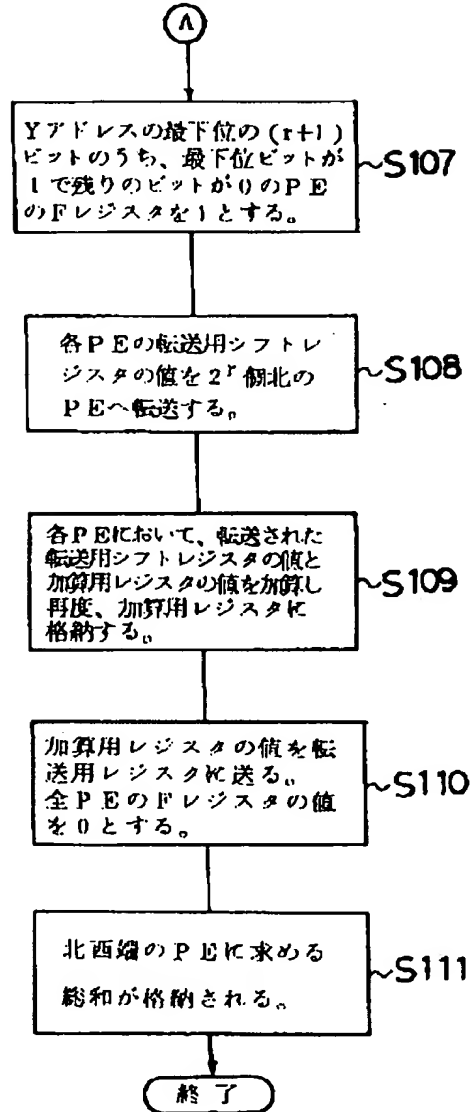 A
Yアドレスの最下位の(r+1)
ビットのうち、最下位ビットが
1で残りのビットが0のPE
のFレジスタを1とする。
~S107
各PEの転送用シフトレ
ジスタの値を2^r個北の
PEへ転送する。
~S108
各PEにおいて、転送された
転送用シフトレジスタの値と
加算用レジスタの値を加算し
再度、加算用レジスタに
格納する。
~S109
加算用レジスタの値を転
送用レジスタに送る。
全PEのFレジスタの値
を0とする。
~S110
北西端のPEに求める
総和が格納される。
~S111
終了